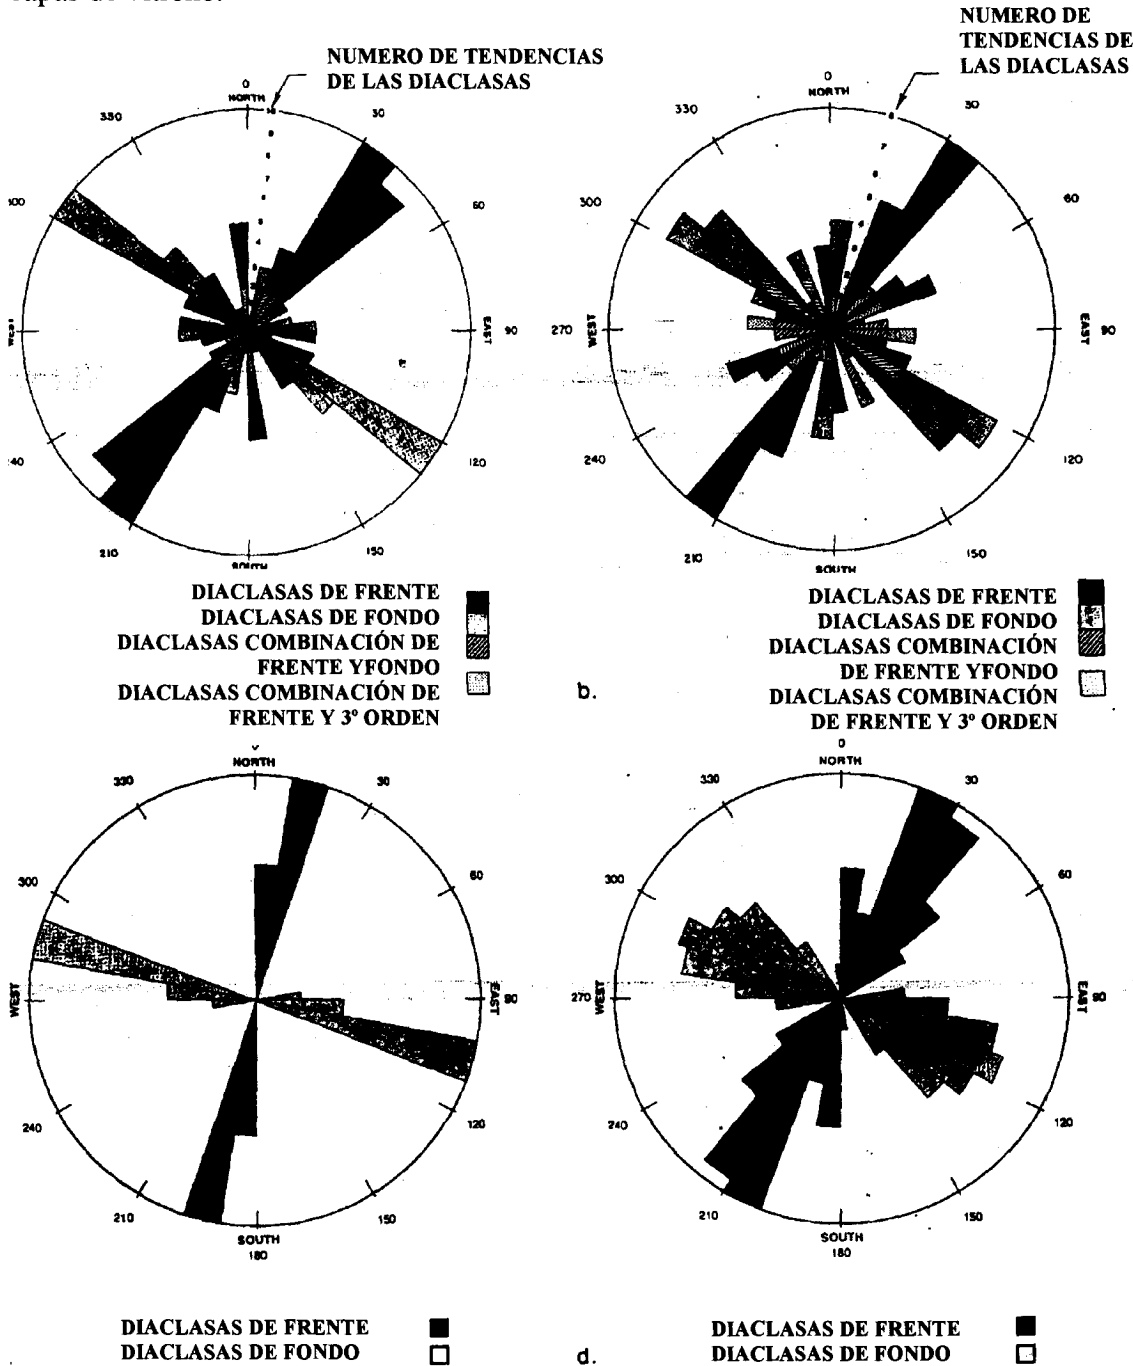 NUMERO DE TENDENCIAS
DE LAS DIACLASAS
0
NORTH
330
30
60
WEST
EAST
90
120
150
SOUTH
210
NUMERO DE
TENDENCIAS DE
LAS DIACLASAS
0
NORTH
330
30
300
60
270
WEST
EAST
90
240
120
210
150
SOUTH
DIACLASAS DE FRENTE
DIACLASAS DE FONDO
DIACLASAS COMBINACIÓN DE
FRENTE YFONDO
DIACLASAS COMBINACIÓN DE
FRENTE Y 3º ORDEN
b.
DIACLASAS DE FRENTE
DIACLASAS DE FONDO
DIACLASAS COMBINACIÓN
DE FRENTE YFONDO
DIACLASAS COMBINACIÓN
DE FRENTE Y 3º ORDEN
NORTH
330
30
300
60
WEST
EAST
90
240
120
210
150
SOUTH
180
0
NORTH
330
30
300
60
270
WEST
EAST
90
240
120
210
150
SOUTH
180
DIACLASAS DE FRENTE
DIACLASAS DE FONDO
d.
DIACLASAS DE FRENTE
DIACLASAS DE FONDO